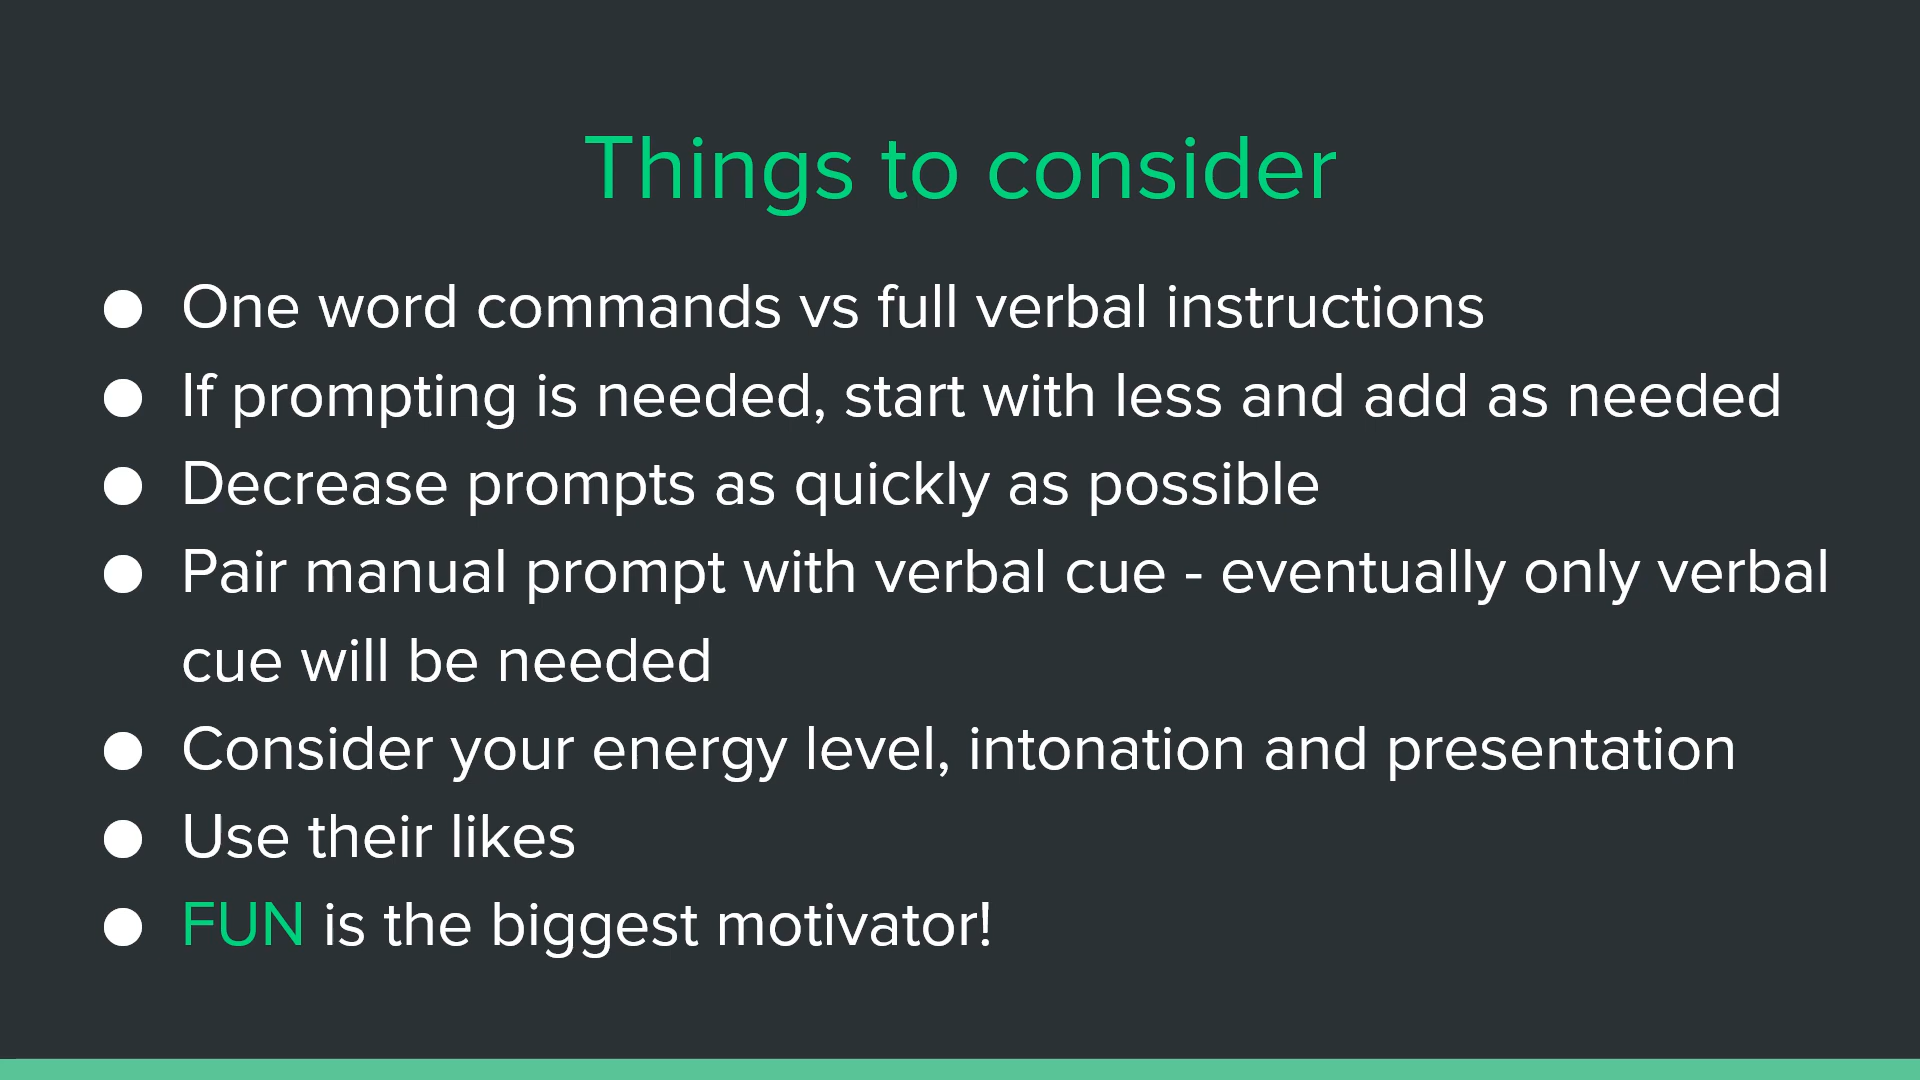 Things to consider
● One word commands vs full verbal instructions
● If prompting is needed, start with less and add as needed
● Decrease prompts as quickly as possible
● Pair manual prompt with verbal cue - eventually only verbal
cue will be needed
● Consider your energy level, intonation and presentation
● Use their likes
● FUN is the biggest motivator!